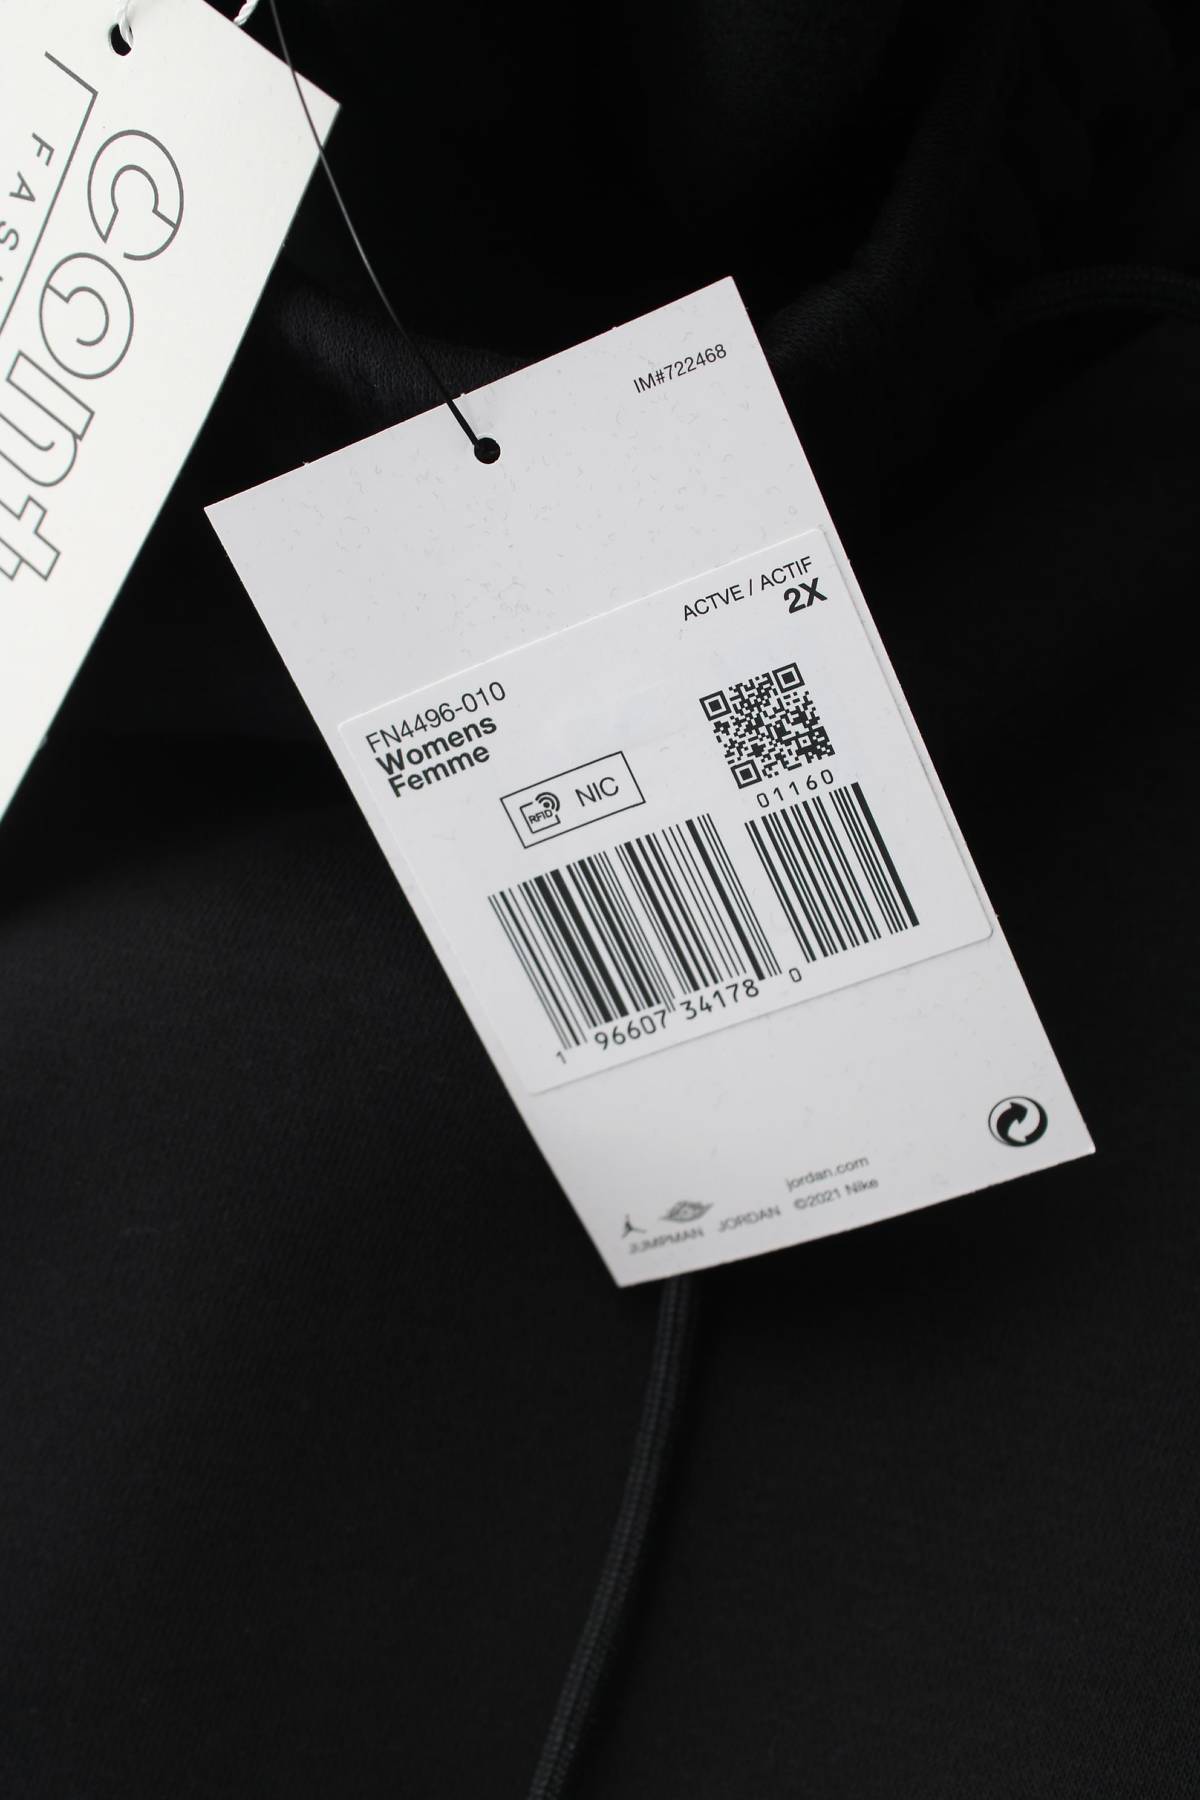 FAS
IM#722468
ACTVE / ACTIF
2X
FN4496-010
Womens
Femme
RFID NIC
01160
1 96607 34178 0
jordan.com
JUMPMAN JORDAN ©2021 Nike